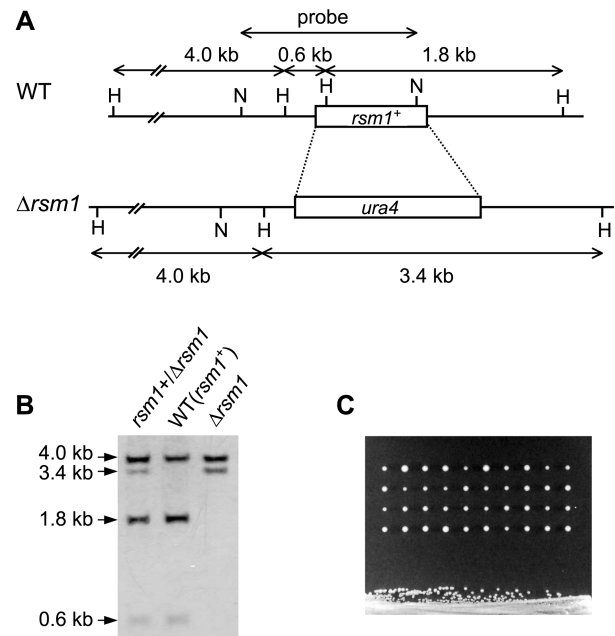 A
probe
4.0 kb 0.6 kb 1.8 kb
WT
H N H H N H
rsm1+
Δrsm1
ura4
H N H H
4.0 kb 3.4 kb
B
rsm1+/Δrsm1
WT(rsm1+)
Δrsm1
4.0 kb
3.4 kb
1.8 kb
0.6 kb
C